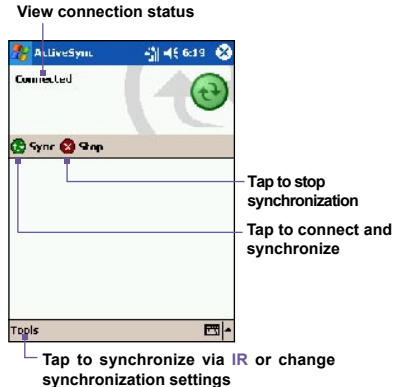 View connection status
ActiveSync 6:19
Connected
Sync Stop
Tap to stop
synchronization
Tap to connect and
synchronize
Tools
Tap to synchronize via IR or change
synchronization settings